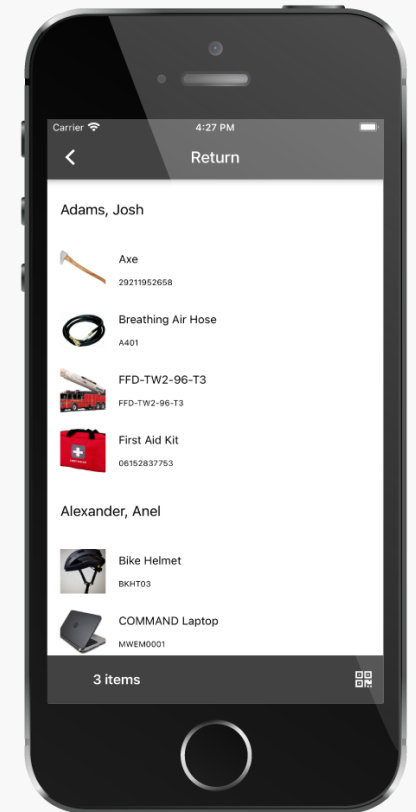 Carrier
4:27 PM
Return
Adams, Josh
Axe
29211952658
Breathing Air Hose
A401
FFD-TW2-96-T3
FFD-TW2-96-T3
First Aid Kit
06152837753
Alexander, Anel
Bike Helmet
BKHT03
COMMAND Laptop
MWEM0001
3 items